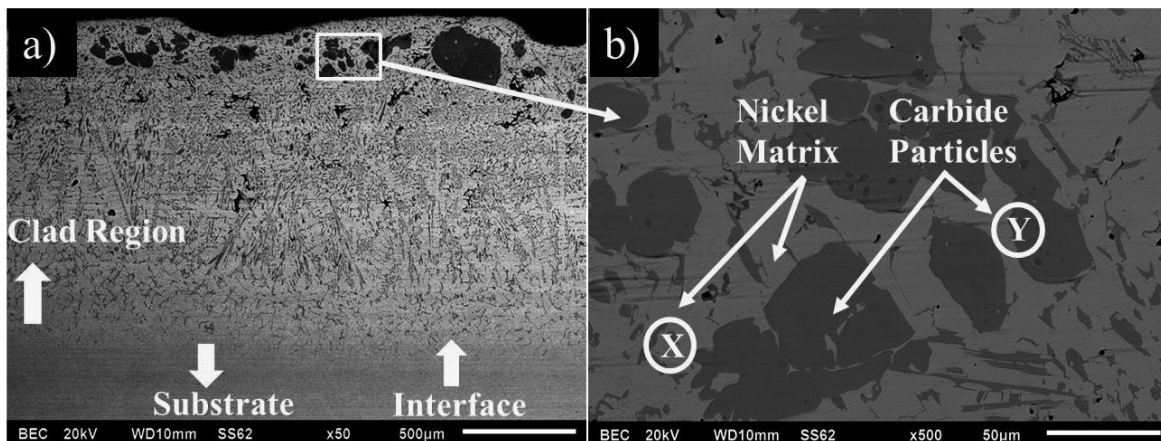 a)
Clad Region
Substrate
Interface
BEC 20kV WD10mm SS62 x50 500μm
b)
Nickel
Matrix
Carbide
Particles
Y
X
BEC 20kV WD10mm SS62 x500 50μm